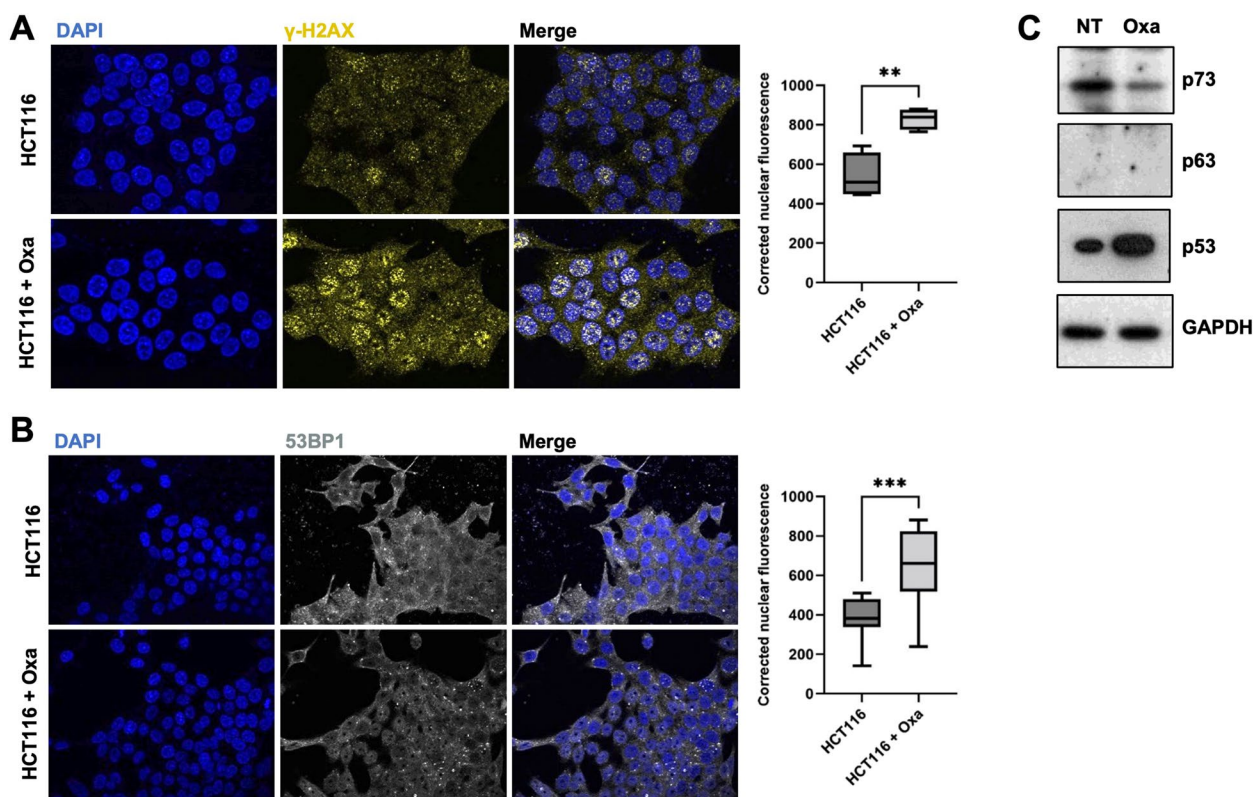 A
DAPI
γ-H2AX
Merge
HCT116
HCT116 + Oxa
Corrected nuclear fluorescence
1000
800
600
400
200
0
**
HCT116
HCT116 + Oxa
B
DAPI
53BP1
Merge
HCT116
HCT116 + Oxa
Corrected nuclear fluorescence
1000
800
600
400
200
0
***
HCT116
HCT116 + Oxa
C
NT Oxa
p73
p63
p53
GAPDH